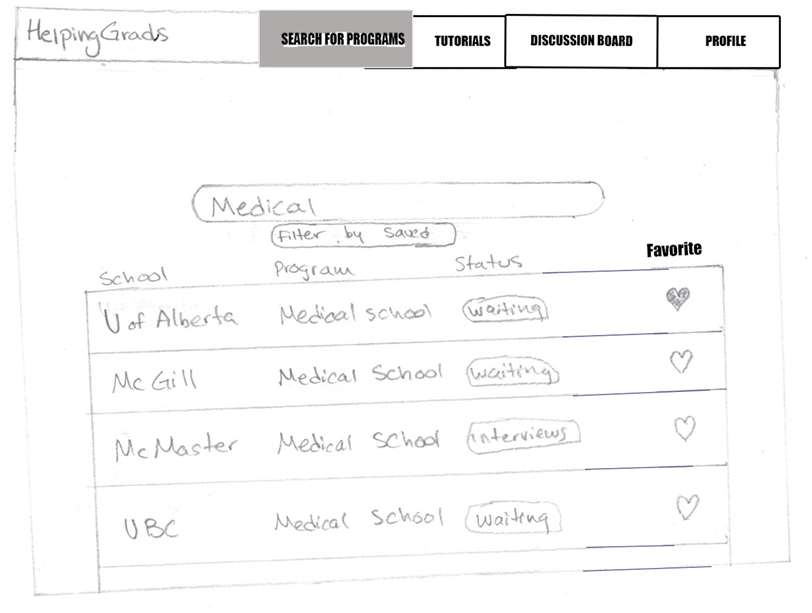 HelpingGrads SEARCH FOR PROGRAMS TUTORIALS DISCUSSION BOARD PROFILE
Medical
Filter by Saved
School Program Status Favorite
U of Alberta Medical school waiting
McGill Medical School waiting
McMaster Medical School interviews
UBC Medical School waiting